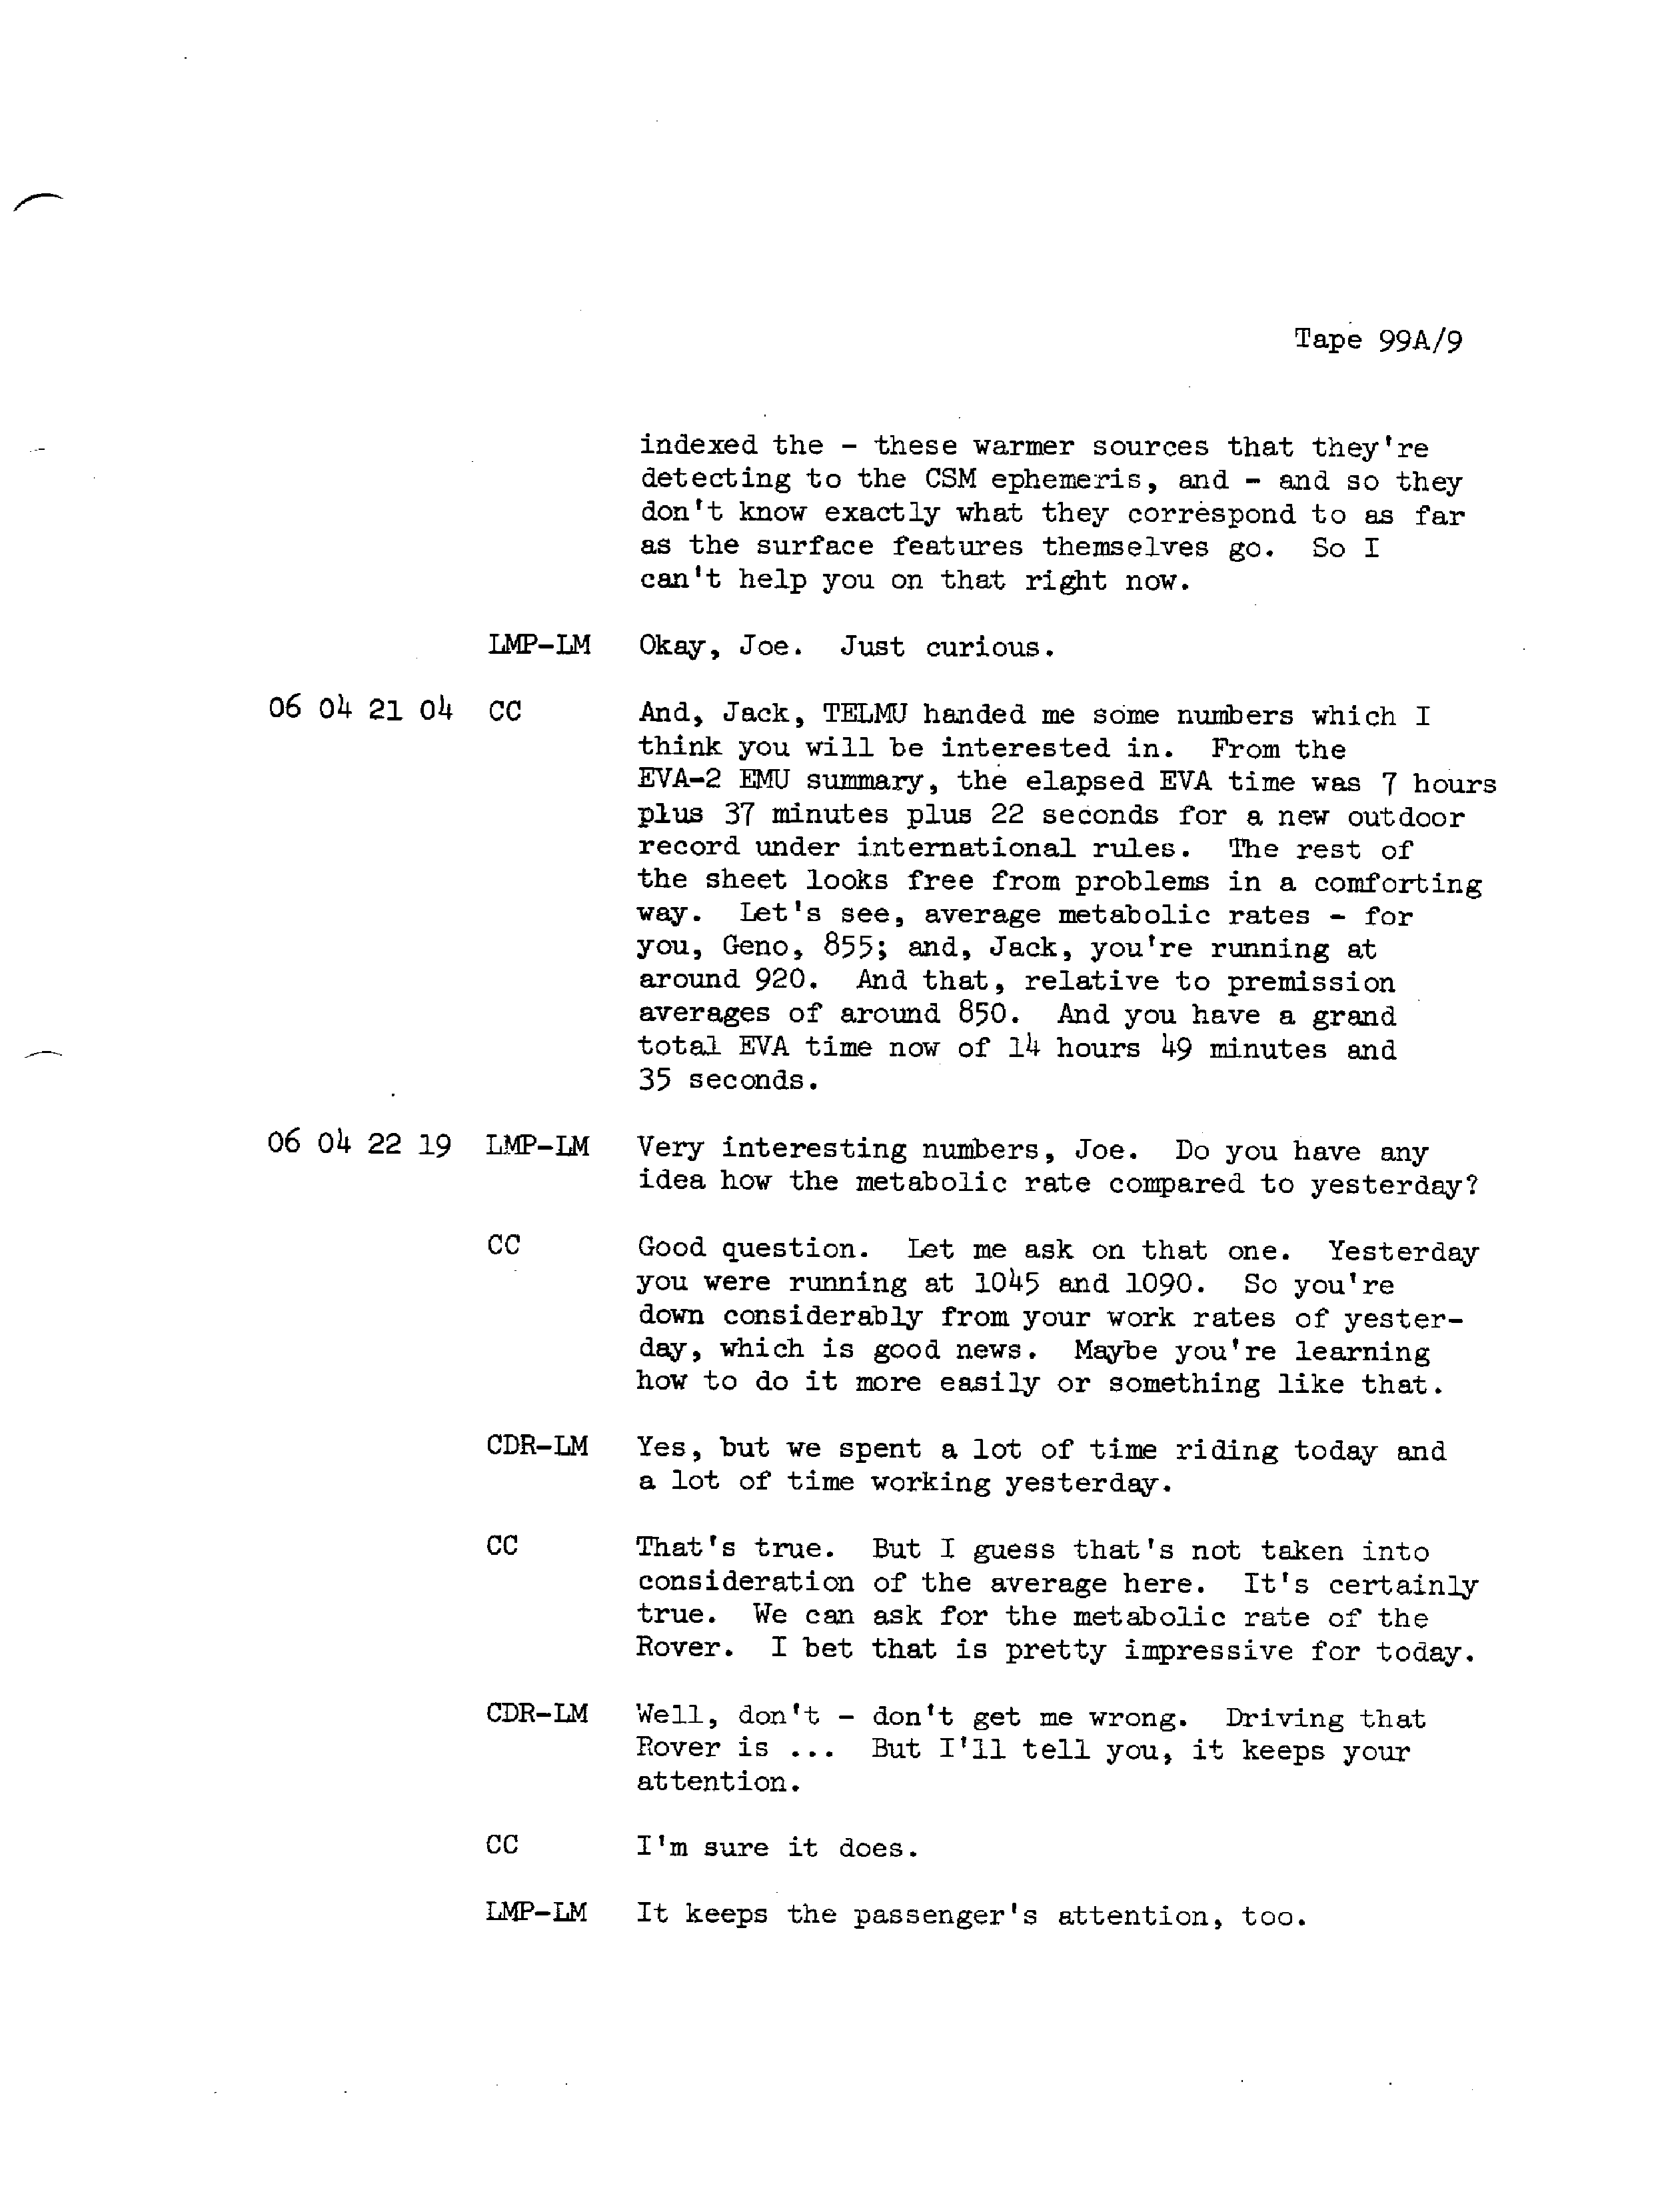 Tape 99A/9
indexed the - these warmer sources that they're
detecting to the CSM ephemeris, and - and so they
don't know exactly what they correspond to as far
as the surface features themselves go. So I
can't help you on that right now.
LMP-LM Okay, Joe. Just curious.
06 04 21 04 CC And, Jack, TELMU handed me some numbers which I
think you will be interested in. From the
EVA-2 EMU summary, the elapsed EVA time was 7 hours
plus 37 minutes plus 22 seconds for a new outdoor
record under international rules. The rest of
the sheet looks free from problems in a comforting
way. Let's see, average metabolic rates - for
you, Geno, 855; and, Jack, you're running at
around 920. And that, relative to premission
averages of around 850. And you have a grand
total EVA time now of 14 hours 49 minutes and
35 seconds.
06 04 22 19 LMP-LM Very interesting numbers, Joe. Do you have any
idea how the metabolic rate compared to yesterday?
CC Good question. Let me ask on that one. Yesterday
you were running at 1045 and 1090. So you're
down considerably from your work rates of yester-
day, which is good news. Maybe you're learning
how to do it more easily or something like that.
CDR-LM Yes, but we spent a lot of time riding today and
a lot of time working yesterday.
CC That's true. But I guess that's not taken into
consideration of the average here. It's certainly
true. We can ask for the metabolic rate of the
Rover. I bet that is pretty impressive for today.
CDR-LM Well, don't - don't get me wrong. Driving that
Rover is ... But I'll tell you, it keeps your
attention.
CC I'm sure it does.
LMP-LM It keeps the passenger's attention, too.